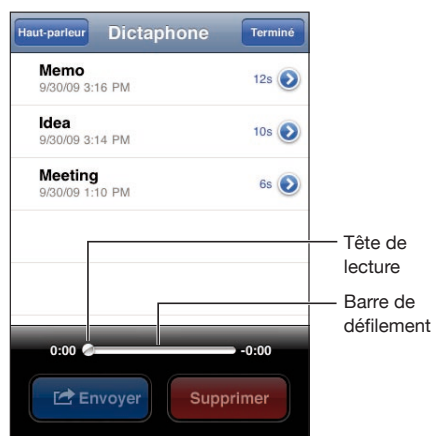 Haut-parleur Dictaphone Terminé
Memo
9/30/09 3:16 PM
12s
Idea
9/30/09 3:14 PM
10s
Meeting
9/30/09 1:10 PM
6s
Tête de
lecture
Barre de
défilement
0:00 -0:00
Envoyer Supprimer